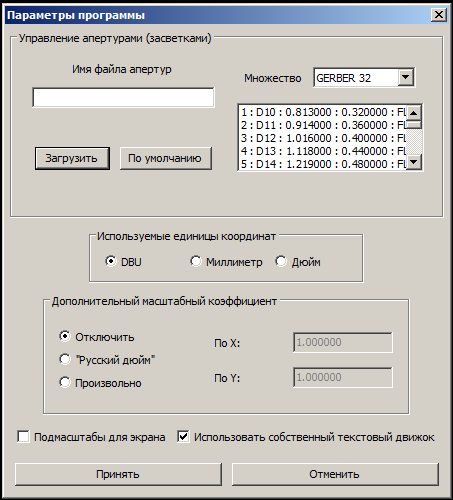 Параметры программы
Управление апертурами (засветками)
Имя файла апертур
Множество
GERBER 32
1 : D10 : 0.813000 : 0.320000 : FL
2 : D11 : 0.914000 : 0.360000 : FL
3 : D12 : 1.016000 : 0.400000 : FL
4 : D13 : 1.118000 : 0.440000 : FL
5 : D14 : 1.219000 : 0.480000 : FL
Загрузить
По умолчанию
Используемые единицы координат
DBU
Миллиметр
Дюйм
Дополнительный масштабный коэффициент
Отключить
По X:
1.000000
"Русский дюйм"
Произвольно
По Y:
1.000000
Подмасштабы для экрана
Использовать собственный текстовый движок
Принять
Отменить